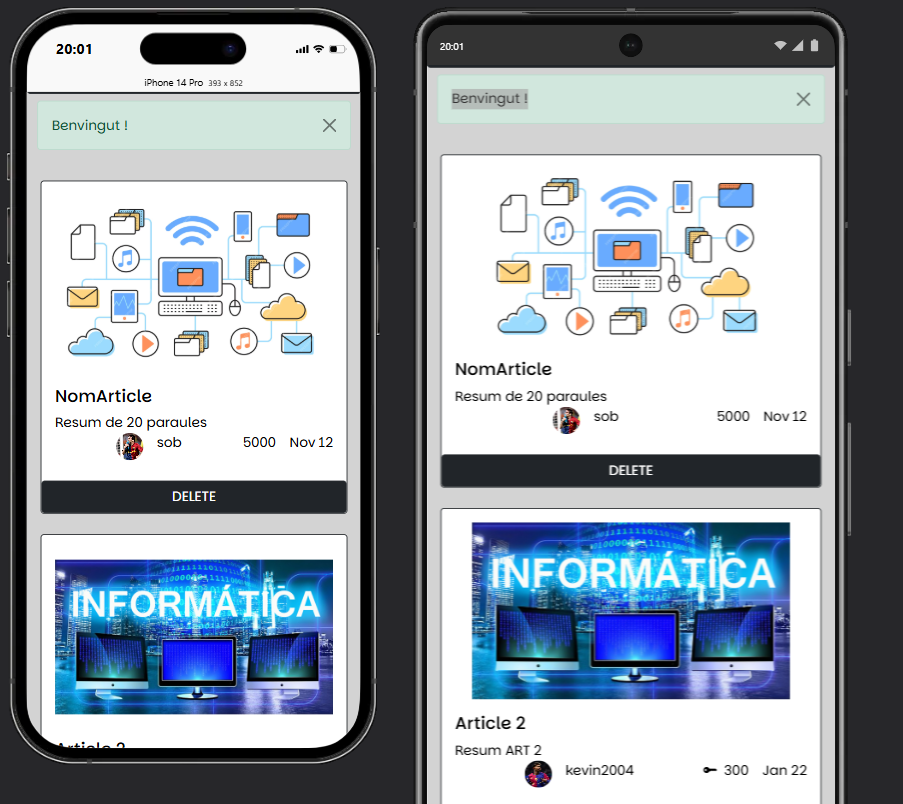 20:01
iPhone 14 Pro 393 x 852
Benvingut !
NomArticle
Resum de 20 paraules
sob 5000 Nov 12
DELETE
INFORMÁTICA
Article 2
20:01
Benvingut !
NomArticle
Resum de 20 paraules
sob 5000 Nov 12
DELETE
INFORMÁTICA
Article 2
Resum ART 2
kevin2004 300 Jan 22